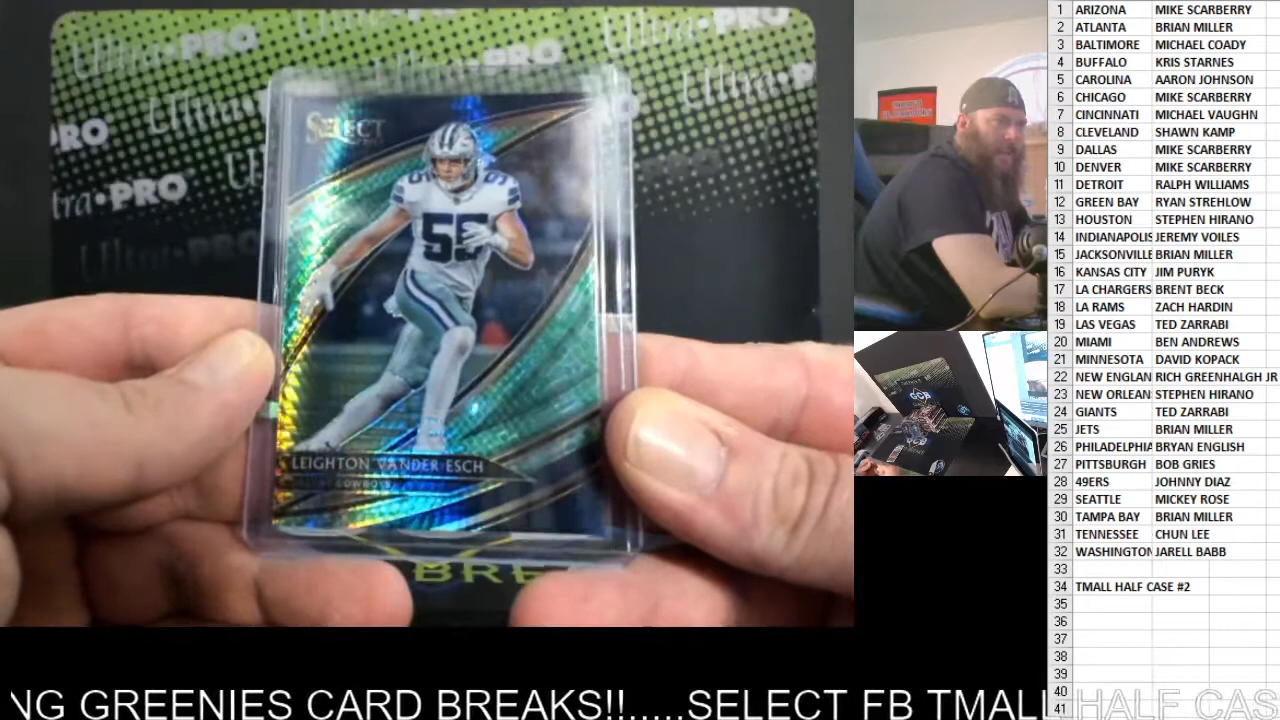 Ultra•PRO
Ultra•PRO
Ultra•P
PRO
tra•PRO
SELECT
55
LEIGHTON VANDER ESCH
COWBOYS
BRE
1 ARIZONA MIKE SCARBERRY
2 ATLANTA BRIAN MILLER
3 BALTIMORE MICHAEL COADY
4 BUFFALO KRIS STARNES
5 CAROLINA AARON JOHNSON
6 CHICAGO MIKE SCARBERRY
7 CINCINNATI MICHAEL VAUGHN
8 CLEVELAND SHAWN KAMP
9 DALLAS MIKE SCARBERRY
10 DENVER MIKE SCARBERRY
11 DETROIT RALPH WILLIAMS
12 GREEN BAY RYAN STREHLOW
13 HOUSTON STEPHEN HIRANO
14 INDIANAPOLIS JEREMY VOILES
15 JACKSONVILLE BRIAN MILLER
16 KANSAS CITY JIM PURYK
17 LA CHARGERS BRENT BECK
18 LA RAMS ZACH HARDIN
19 LAS VEGAS TED ZARRABI
20 MIAMI BEN ANDREWS
21 MINNESOTA DAVID KOPACK
22 NEW ENGLAN RICH GREENHALGH JR
23 NEW ORLEAN STEPHEN HIRANO
24 GIANTS TED ZARRABI
25 JETS BRIAN MILLER
26 PHILADELPHIA BRYAN ENGLISH
27 PITTSBURGH BOB GRIES
28 49ERS JOHNNY DIAZ
29 SEATTLE MICKEY ROSE
30 TAMPA BAY BRIAN MILLER
31 TENNESSEE CHUN LEE
32 WASHINGTON JARELL BABB
33
34 TMALL HALF CASE #2
35
36
37
38
39
40
41
NG GREENIES CARD BREAKS!!.....SELECT FB TMALL HALF CAS